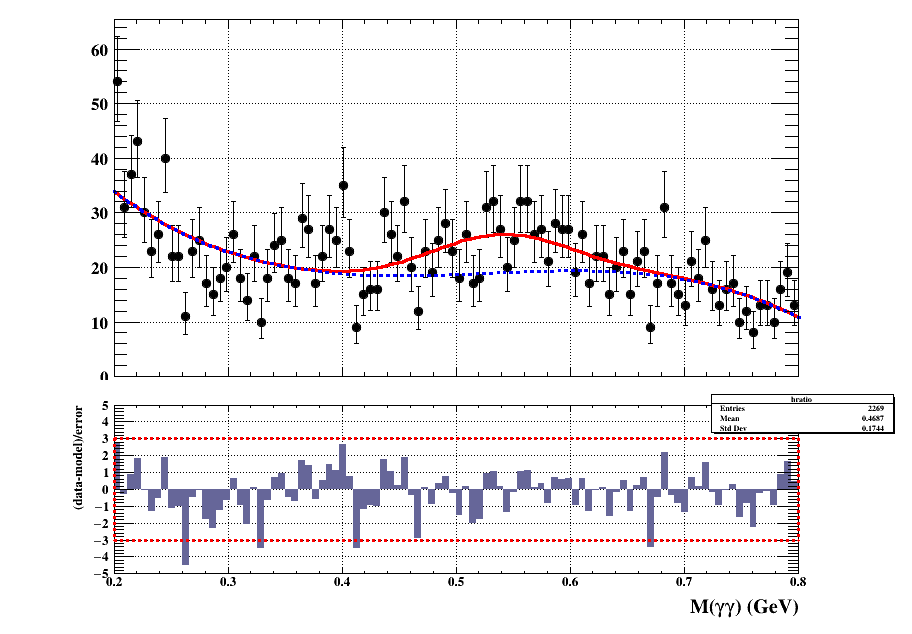 60
50
40
30
20
10
0
(data-model)/error
5
4
3
2
1
0
−1
−2
−3
−4
−5
hratio
Entries 2269
Mean 0.4687
Std Dev 0.1744
0.2 0.3 0.4 0.5 0.6 0.7 0.8
M(γγ) (GeV)